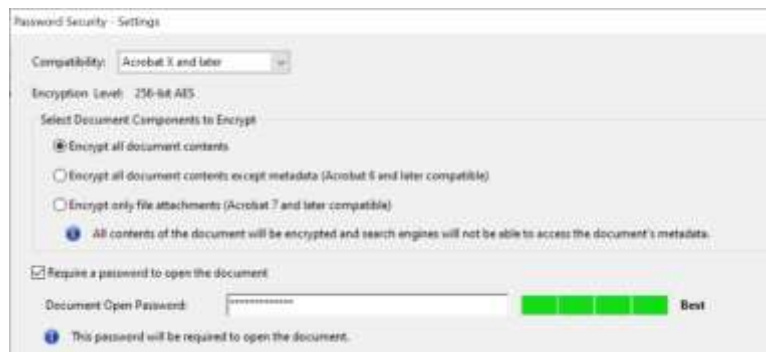 Password Security - Settings
Compatibility: Acrobat X and later
Encryption Level: 256-bit AES
Select Document Components to Encrypt
Encrypt all document contents
Encrypt all document contents except metadata (Acrobat 6 and later compatible)
Encrypt only file attachments (Acrobat 7 and later compatible)
All contents of the document will be encrypted and search engines will not be able to access the document's metadata.
Require a password to open the document
Document Open Password: ************* Best
This password will be required to open the document.